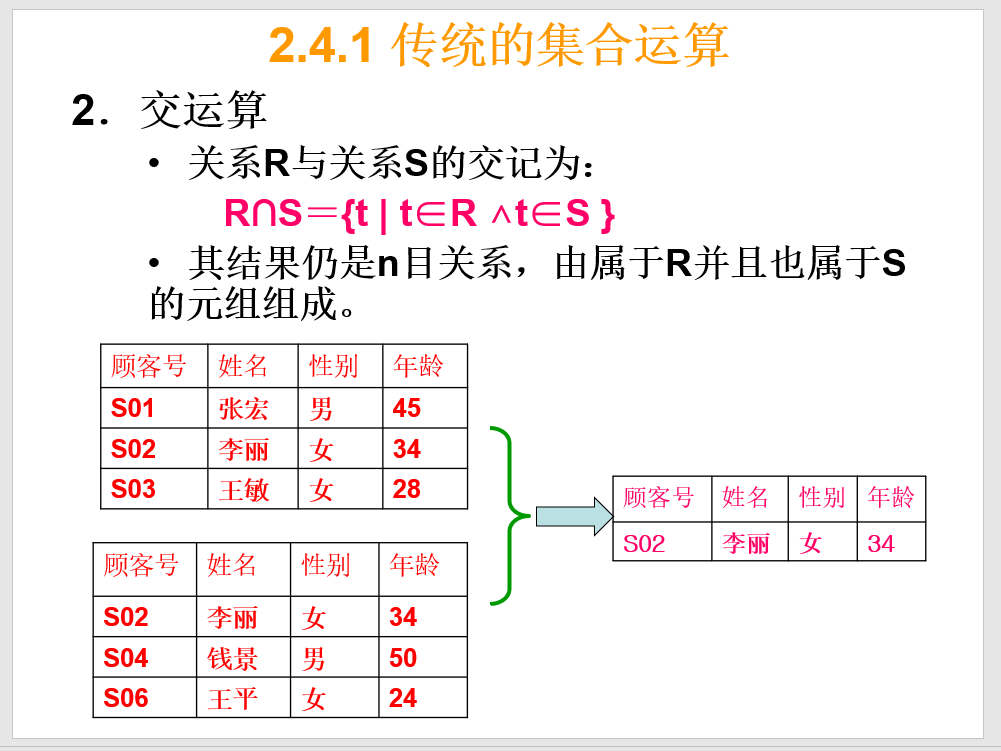 2.4.1 传统的集合运算
2．交运算
• 关系R与关系S的交记为：
R∩S＝{t | t∈R ∧t∈S }
• 其结果仍是n目关系，由属于R并且也属于S
的元组组成。
顾客号 姓名 性别 年龄
S01 张宏 男 45
S02 李丽 女 34
S03 王敏 女 28
顾客号 姓名 性别 年龄
S02 李丽 女 34
S04 钱景 男 50
S06 王平 女 24
顾客号 姓名 性别 年龄
S02 李丽 女 34